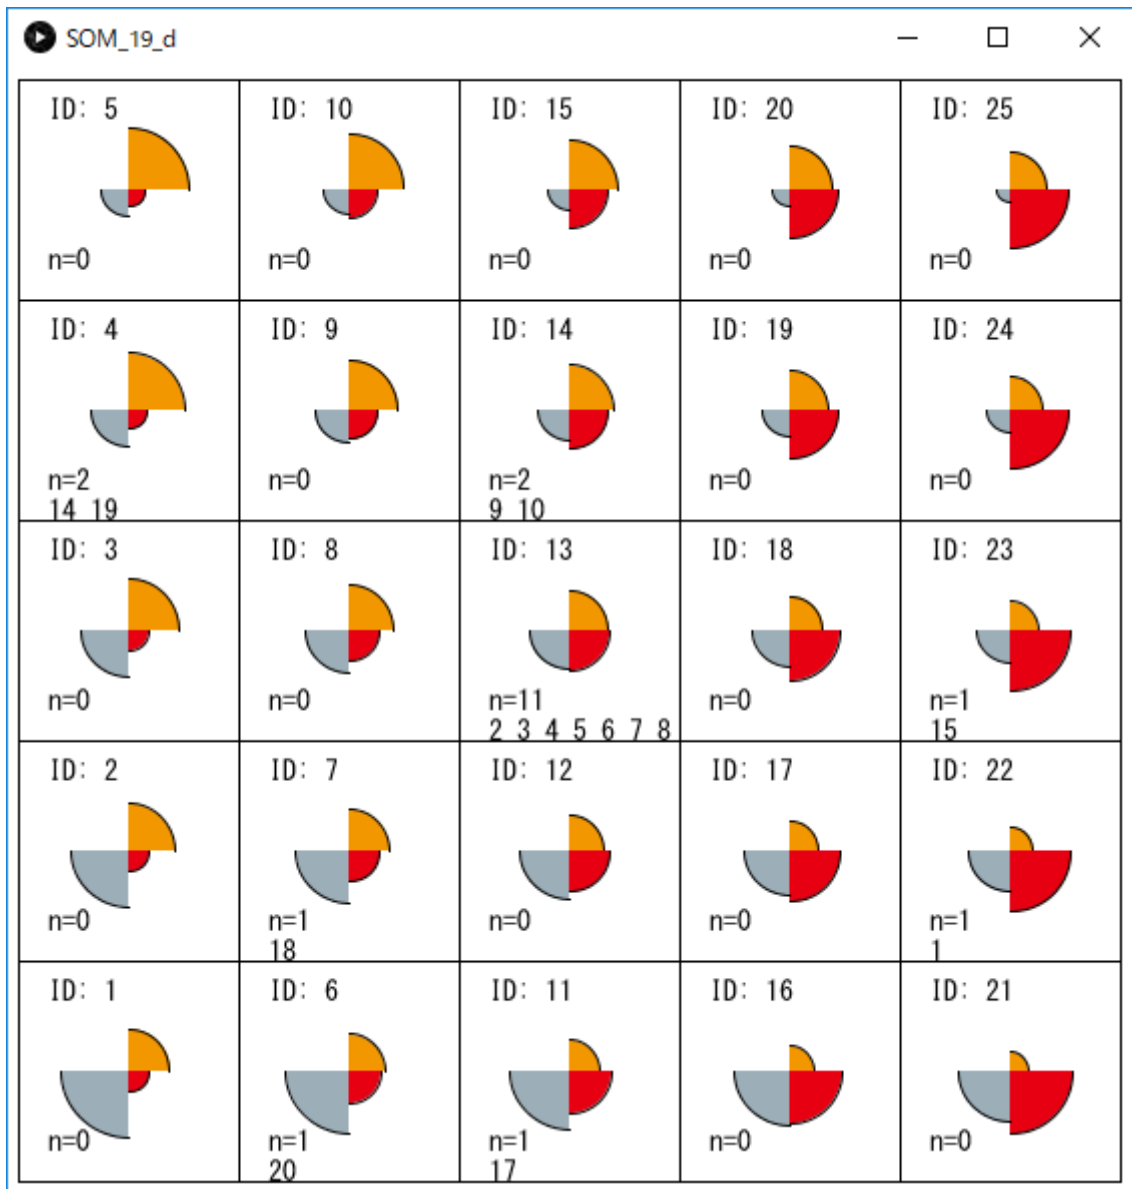 SOM_19_d
ID: 5
n=0
ID: 10
n=0
ID: 15
n=0
ID: 20
n=0
ID: 25
n=0
ID: 4
n=2
14 19
ID: 9
n=0
ID: 14
n=2
9 10
ID: 19
n=0
ID: 24
n=0
ID: 3
n=0
ID: 8
n=0
ID: 13
n=11
2 3 4 5 6 7 8
ID: 18
n=0
ID: 23
n=1
15
ID: 2
n=0
ID: 7
n=1
18
ID: 12
n=0
ID: 17
n=0
ID: 22
n=1
1
ID: 1
n=0
ID: 6
n=1
20
ID: 11
n=1
17
ID: 16
n=0
ID: 21
n=0